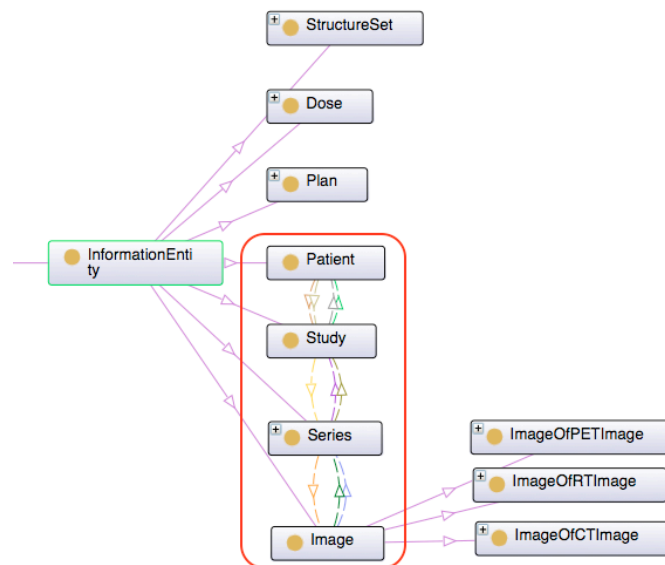 StructureSet
Dose
Plan
InformationEnti
ty
Patient
Study
Series
Image
ImageOfPETImage
ImageOfRTImage
ImageOfCTImage